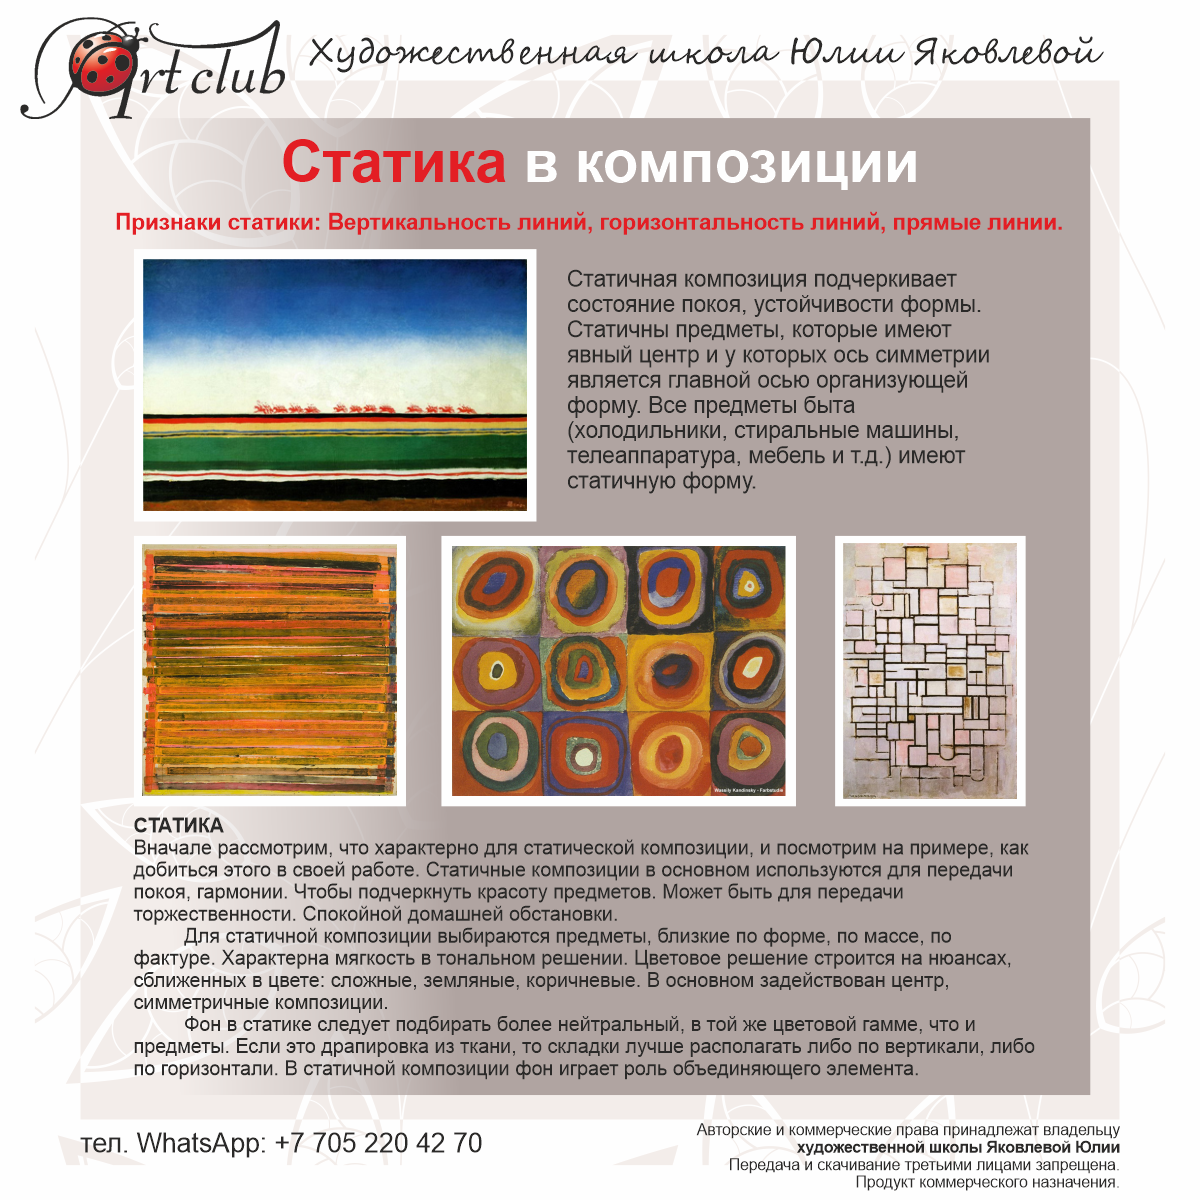 Art club
Художественная школа Юлии Яковлевой
Статика в композиции
Признаки статики: Вертикальность линий, горизонтальность линий, прямые линии.
Статичная композиция подчеркивает
состояние покоя, устойчивости формы.
Статичны предметы, которые имеют
явный центр и у которых ось симметрии
является главной осью организующей
форму. Все предметы быта
(холодильники, стиральные машины,
телеаппаратура, мебель и т.д.) имеют
статичную форму.
Wassily Kandinsky - Farbstudie
СТАТИКА
Вначале рассмотрим, что характерно для статической композиции, и посмотрим на примере, как
добиться этого в своей работе. Статичные композиции в основном используются для передачи
покоя, гармонии. Чтобы подчеркнуть красоту предметов. Может быть для передачи
торжественности. Спокойной домашней обстановки.
Для статичной композиции выбираются предметы, близкие по форме, по массе, по
фактуре. Характерна мягкость в тональном решении. Цветовое решение строится на нюансах,
сближенных в цвете: сложные, земляные, коричневые. В основном задействован центр,
симметричные композиции.
Фон в статике следует подбирать более нейтральный, в той же цветовой гамме, что и
предметы. Если это драпировка из ткани, то складки лучше располагать либо по вертикали, либо
по горизонтали. В статичной композиции фон играет роль объединяющего элемента.
тел. WhatsApp: +7 705 220 42 70
Авторские и коммерческие права принадлежат владельцу
художественной школы Яковлевой Юлии
Передача и скачивание третьими лицами запрещена.
Продукт коммерческого назначения.